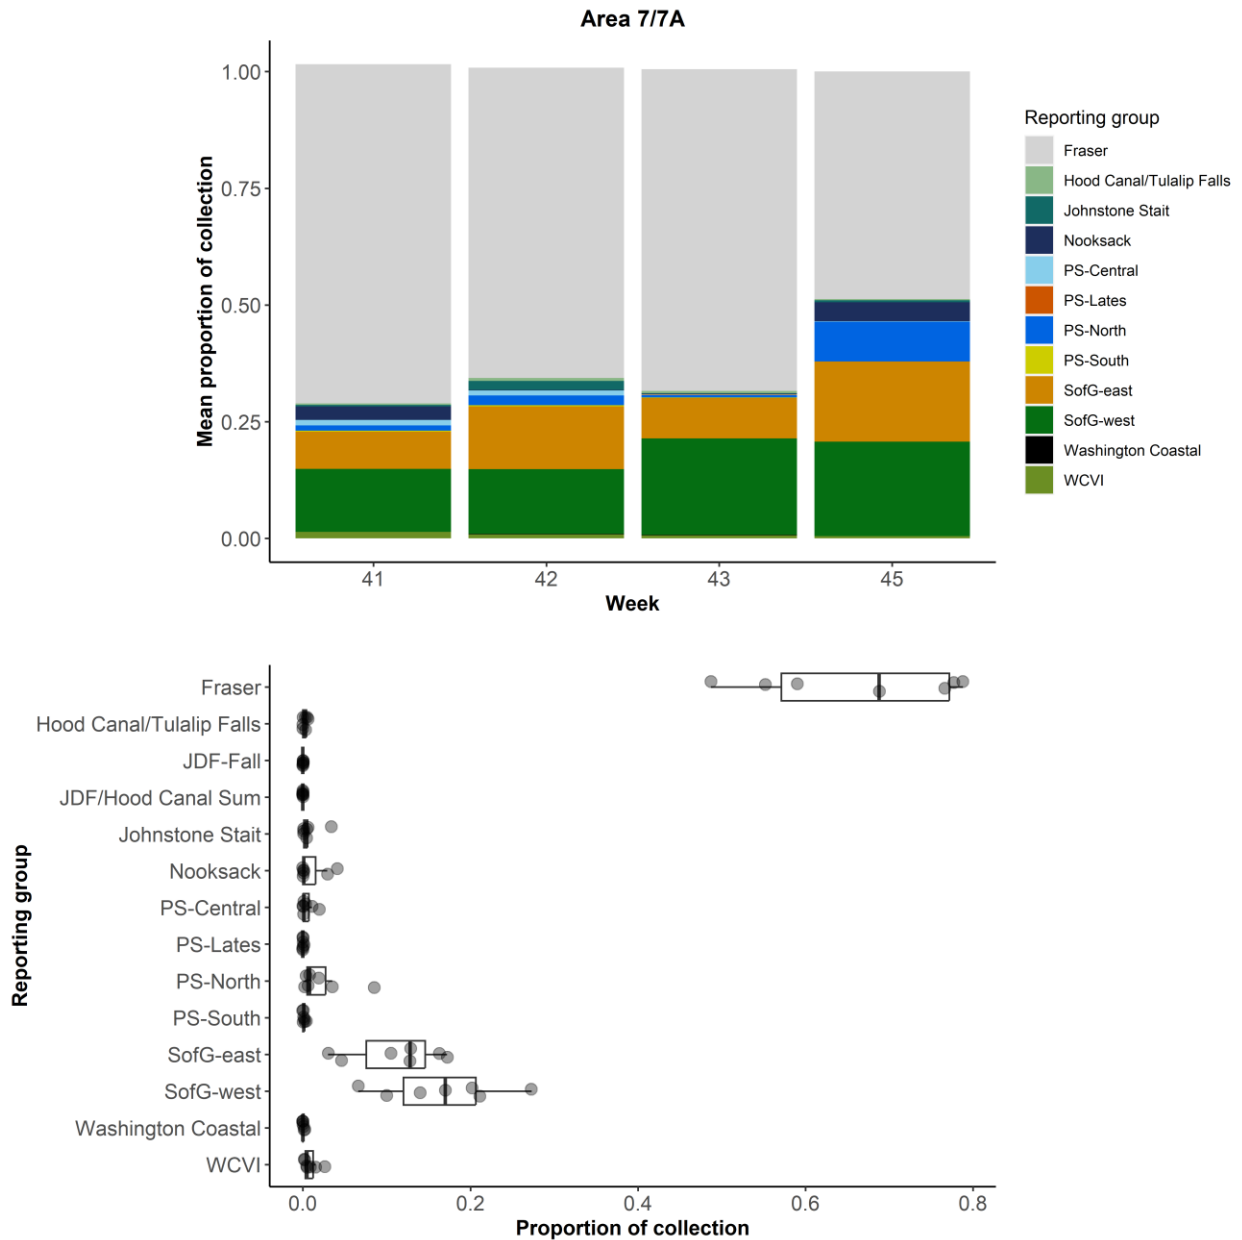 Area 7/7A
Mean proportion of collection
1.00
0.75
0.50
0.25
0.00
41 42 43 45
Week
Reporting group
Fraser
Hood Canal/Tulalip Falls
Johnstone Stait
Nooksack
PS-Central
PS-Lates
PS-North
PS-South
SofG-east
SofG-west
Washington Coastal
WCVI
Reporting group
Fraser
Hood Canal/Tulalip Falls
JDF-Fall
JDF/Hood Canal Sum
Johnstone Stait
Nooksack
PS-Central
PS-Lates
PS-North
PS-South
SofG-east
SofG-west
Washington Coastal
WCVI
0.0 0.2 0.4 0.6 0.8
Proportion of collection